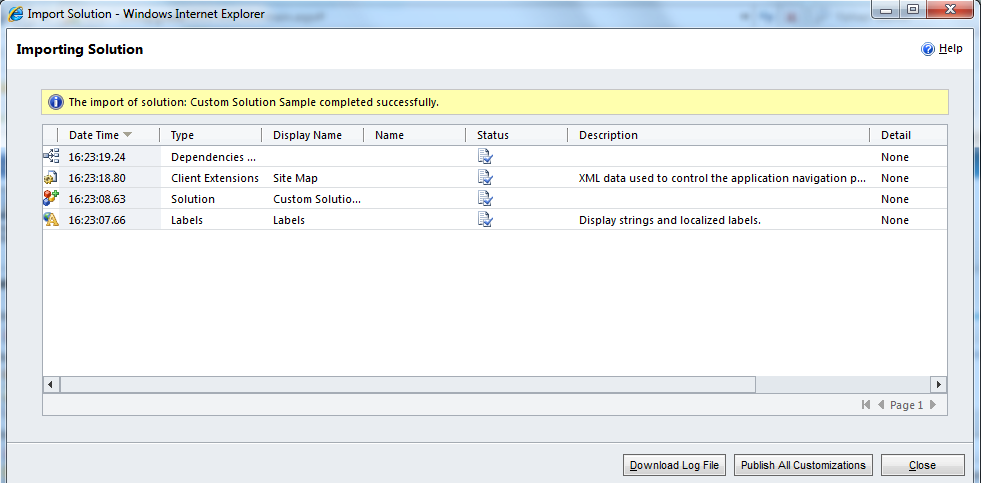 Import Solution - Windows Internet Explorer
Importing Solution
Help
The import of solution: Custom Solution Sample completed successfully.
Date Time Type Display Name Name Status Description Detail
16:23:19.24 Dependencies ... None
16:23:18.80 Client Extensions Site Map XML data used to control the application navigation p... None
16:23:08.63 Solution Custom Solutio... None
16:23:07.66 Labels Labels Display strings and localized labels. None
Page 1
Download Log File Publish All Customizations Close